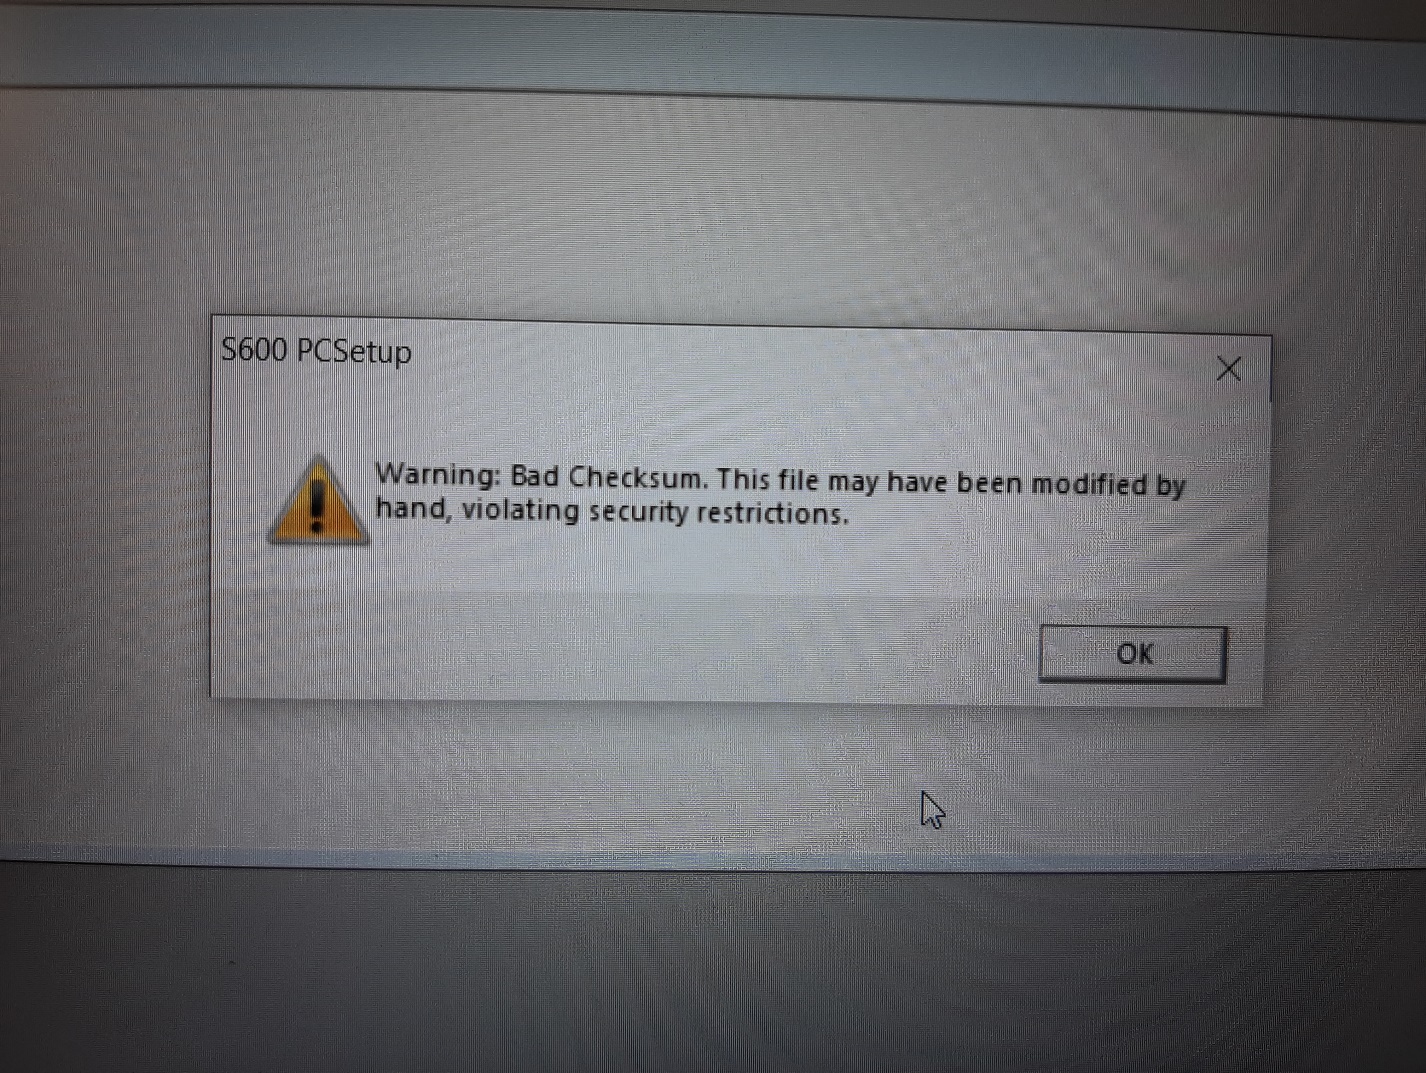 S600 PCSetup
Warning: Bad Checksum. This file may have been modified by
hand, violating security restrictions.
OK